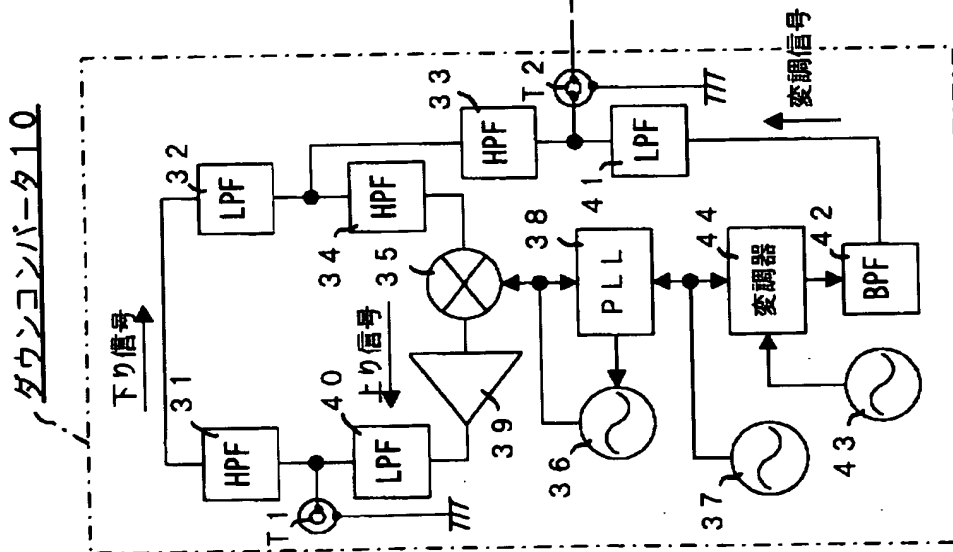 ダウンコンバータ10
下り信号
31
HPF
32
LPF
T1
40
LPF
上り信号
34
HPF
33
HPF
T2
39
35
41
LPF
変調信号
36
38
PLL
37
43
44
変調器
42
BPF